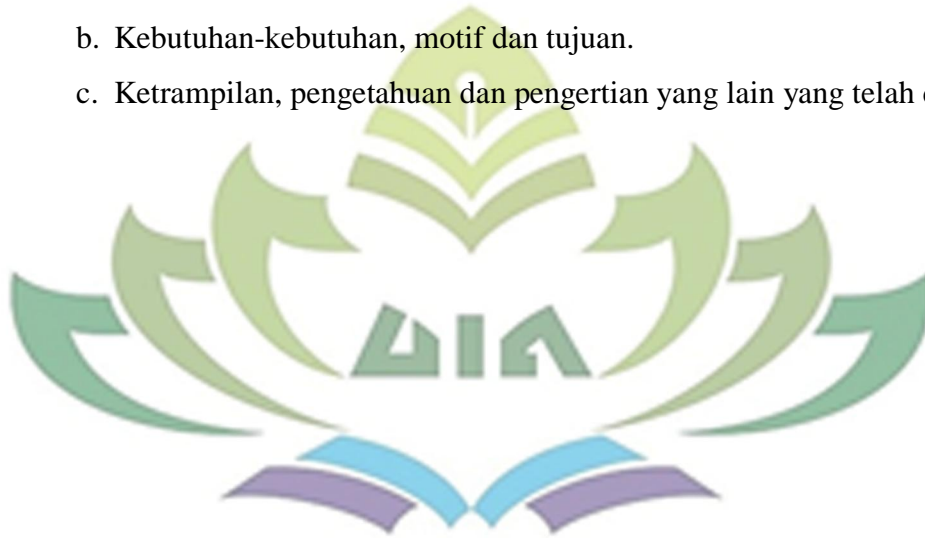 b. Kebutuhan-kebutuhan, motif dan tujuan.
c. Ketrampilan, pengetahuan dan pengertian yang lain yang telah